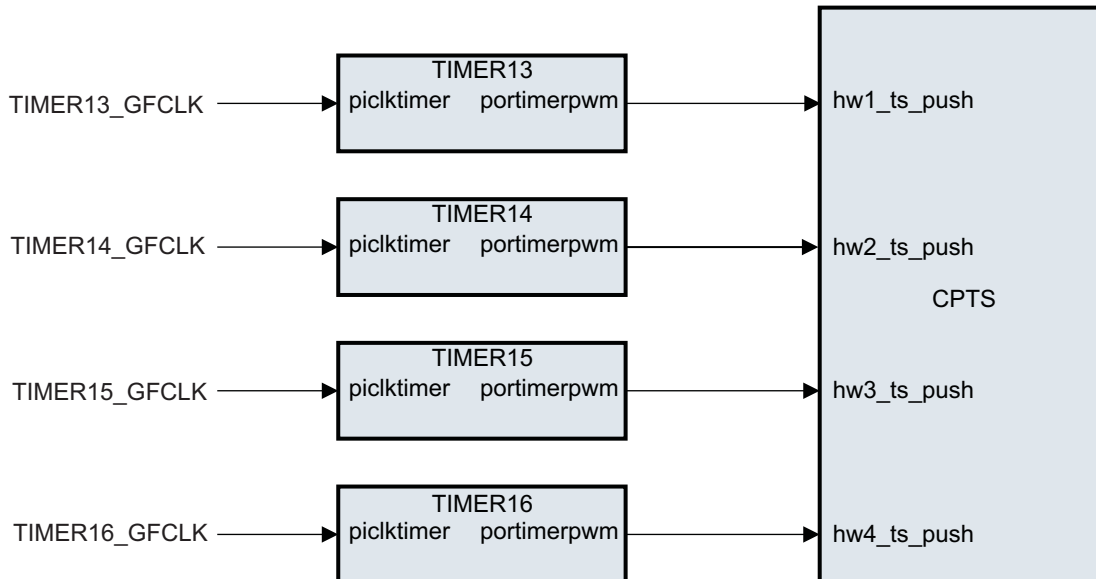 TIMER13
TIMER13_GFCLK piclktimer portimerpwm hw1_ts_push
TIMER14
TIMER14_GFCLK piclktimer portimerpwm hw2_ts_push
CPTS
TIMER15
TIMER15_GFCLK piclktimer portimerpwm hw3_ts_push
TIMER16
TIMER16_GFCLK piclktimer portimerpwm hw4_ts_push